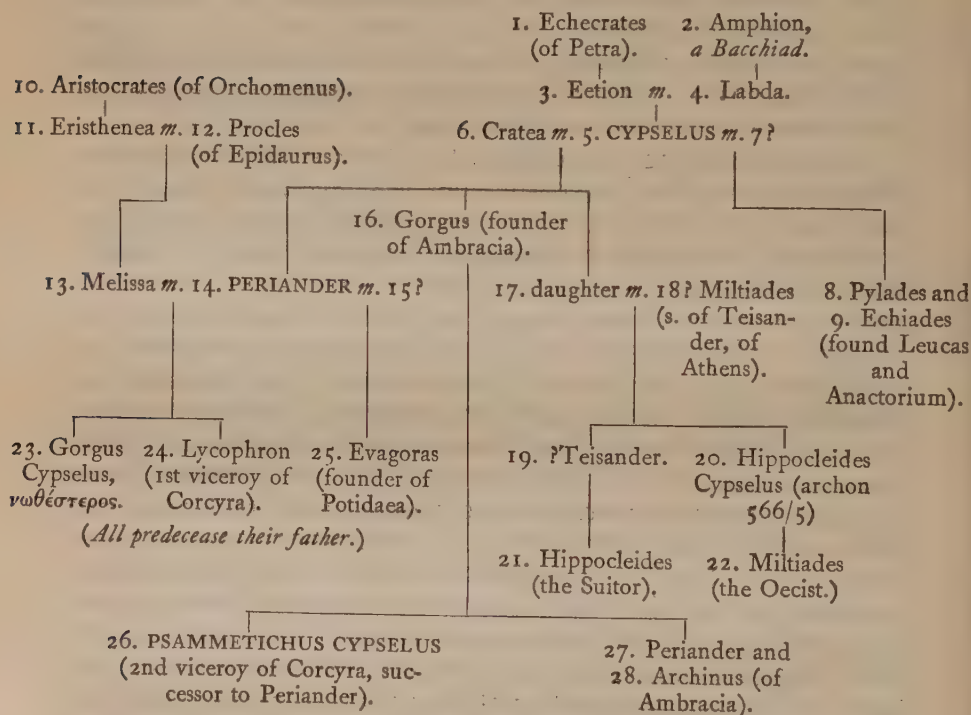 1. Echecrates 2. Amphion,
(of Petra). a Bacchiad.
10. Aristocrates (of Orchomenus).
3. Eetion m. 4. Labda.
11. Eristhenea m. 12. Procles
(of Epidaurus).
6. Cratea m. 5. CYPSELUS m. 7?
16. Gorgus (founder
of Ambracia).
13. Melissa m. 14. PERIANDER m. 15?
17. daughter m. 18? Miltiades
(s. of Teisan-
der, of
Athens).
8. Pylades and
9. Echiades
(found Leucas
and
Anactorium).
23. Gorgus
Cypselus,
νωθέστερος.
24. Lycophron
(1st viceroy of
Corcyra).
25. Evagoras
(founder of
Potidaea).
(All predecease their father.)
19. ?Teisander.
20. Hippocleides
Cypselus (archon
566/5)
21. Hippocleides
(the Suitor).
22. Miltiades
(the Oecist.)
26. PSAMMETICHUS CYPSELUS
(2nd viceroy of Corcyra, suc-
cessor to Periander).
27. Periander and
28. Archinus (of
Ambracia).